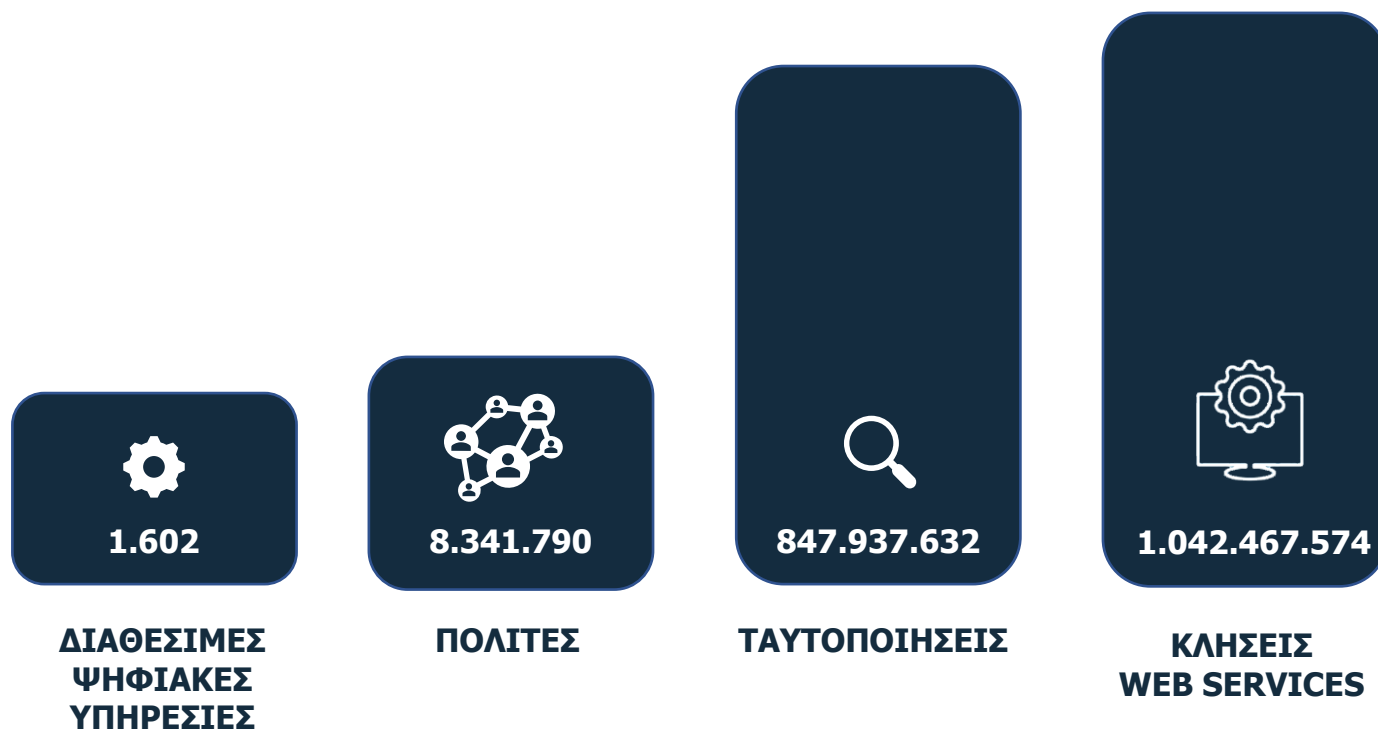 1.602
8.341.790
847.937.632
1.042.467.574
ΔΙΑΘΕΣΙΜΕΣ
ΨΗΦΙΑΚΕΣ
ΥΠΗΡΕΣΙΕΣ
ΠΟΛΙΤΕΣ
ΤΑΥΤΟΠΟΙΗΣΕΙΣ
ΚΛΗΣΕΙΣ
WEB SERVICES